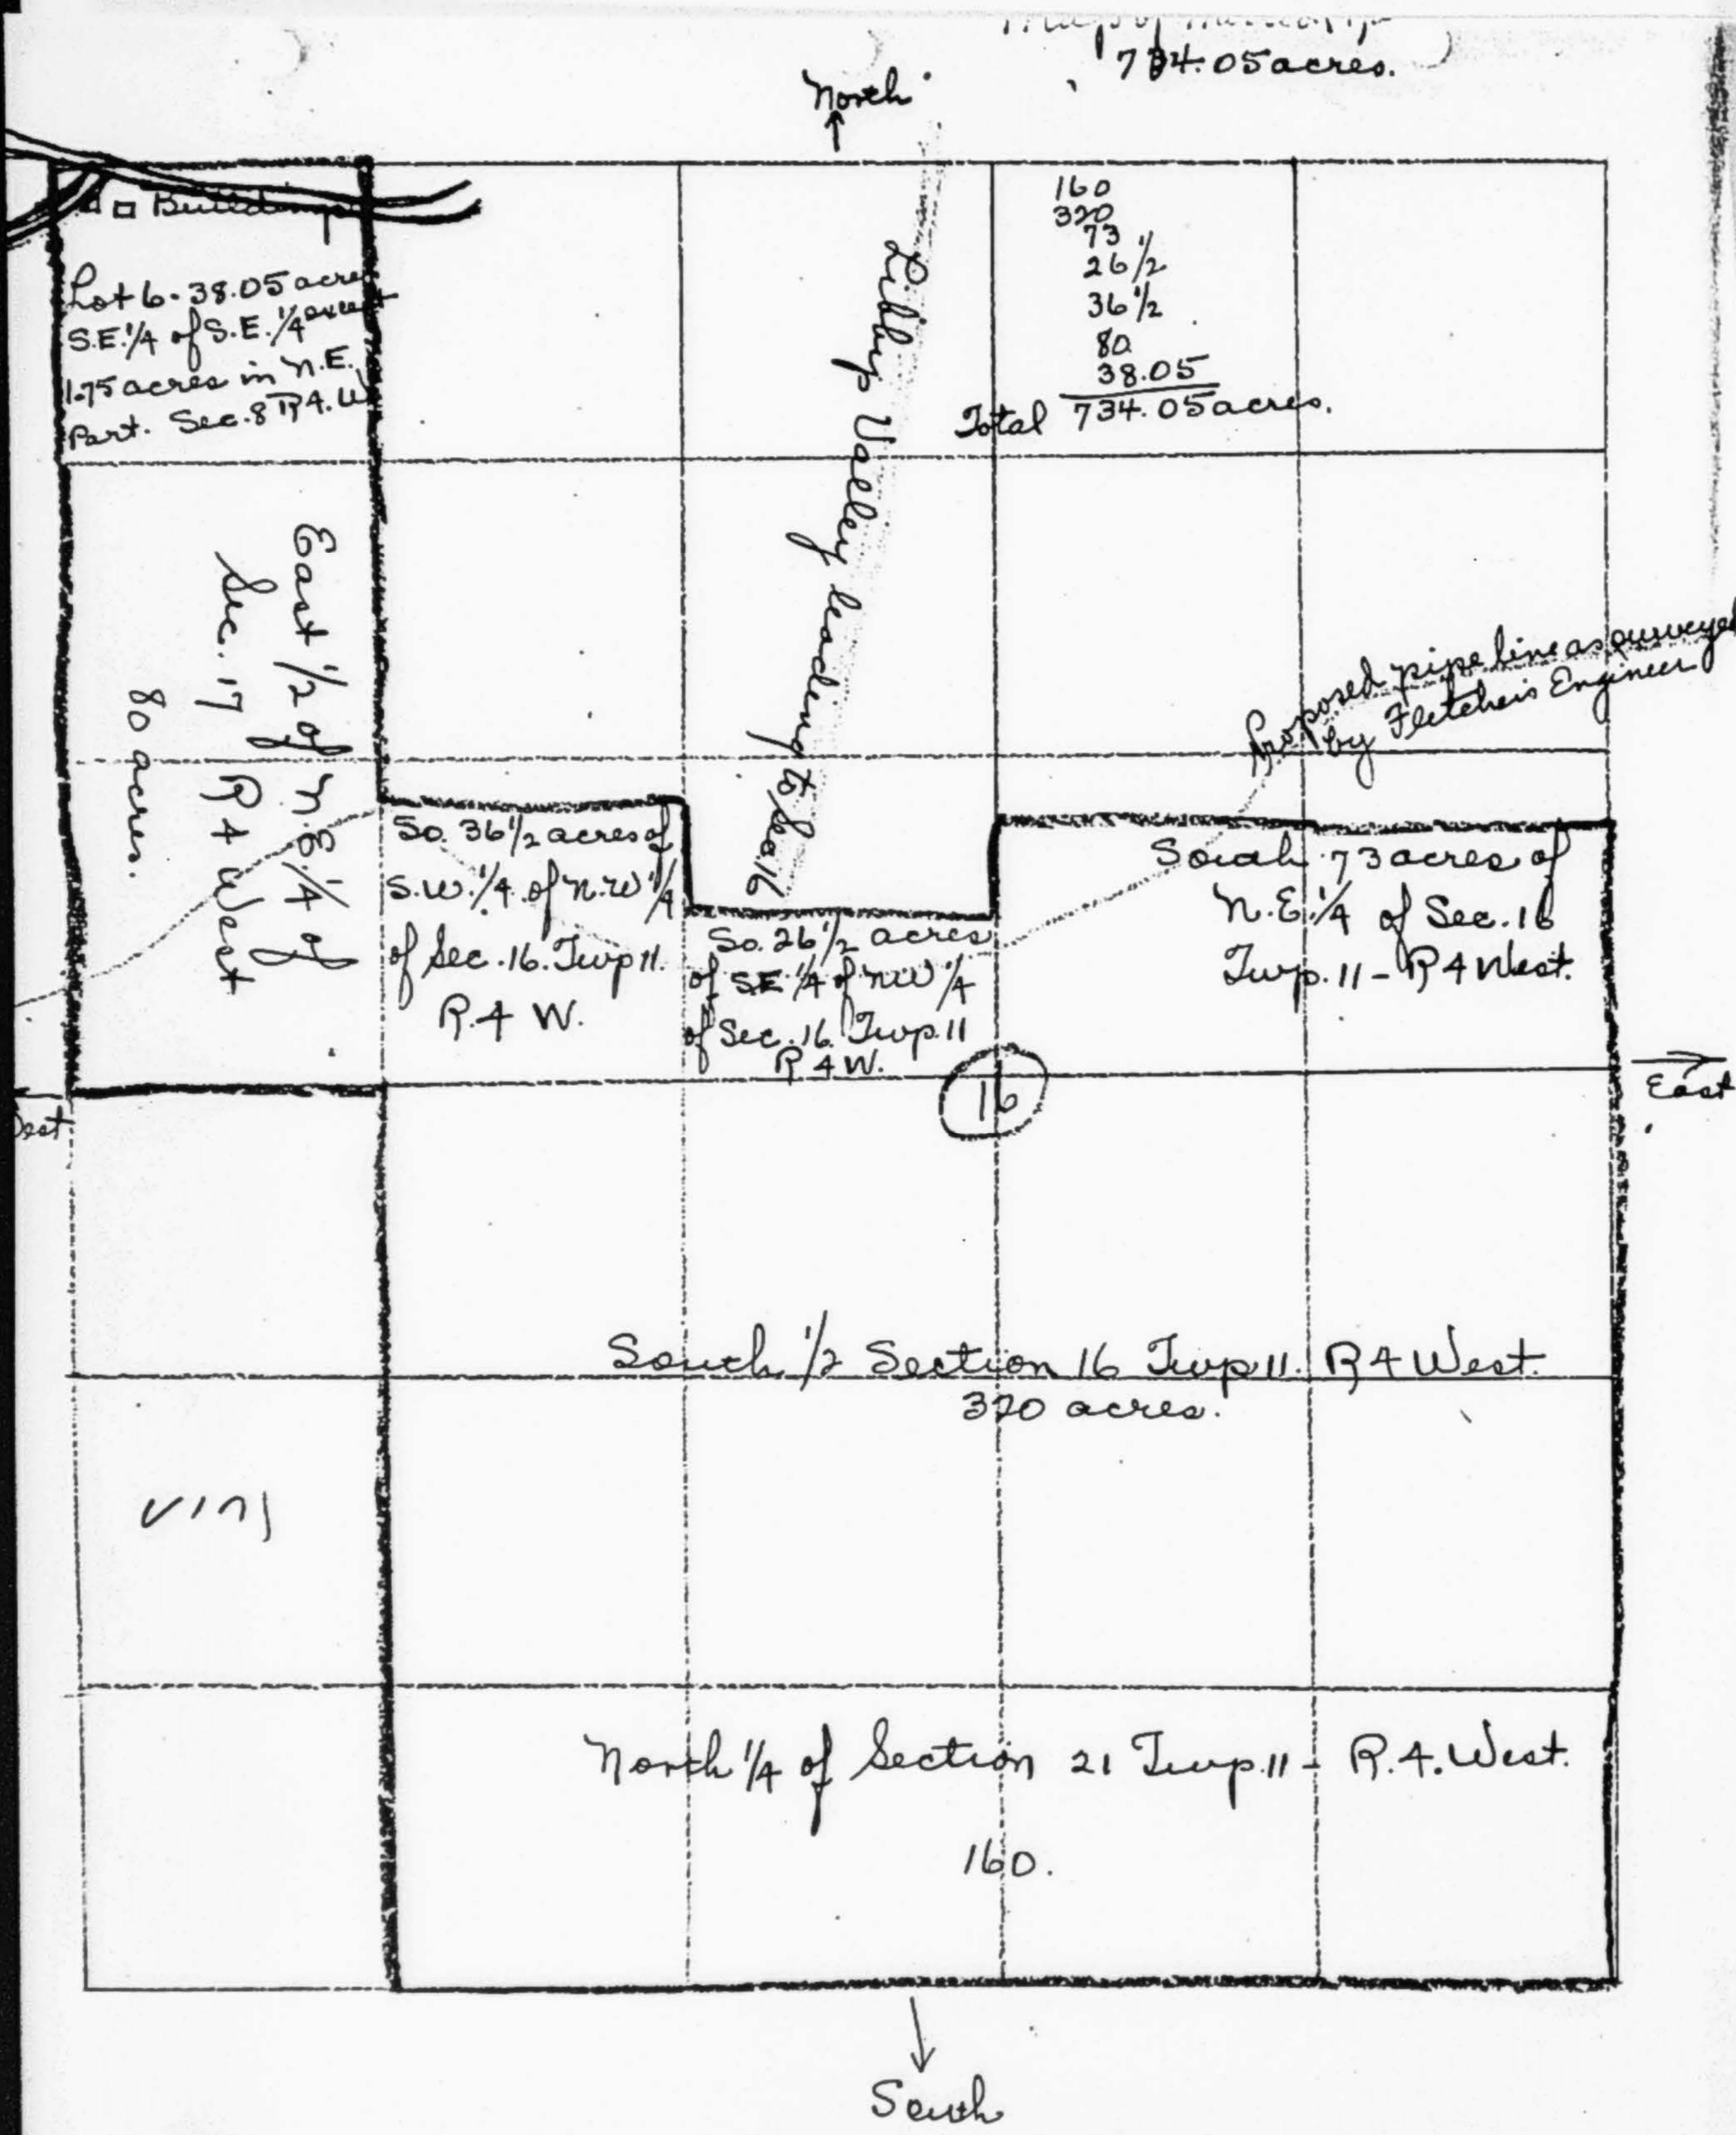 734.05 acres.
North
160
320
73
26 1/2
36 1/2
80
38.05
Total 734.05 acres.
Buildings
Lot 6 - 38.05 acres
S.E. 1/4 of S.E. 1/4 except
1.75 acres in N.E.
Part. Sec. 8 R4.W
Libby Valley leading to Sec 16
East 1/2 of N.E. 1/4 of
Sec. 17 R 4 West
80 acres.
Proposed pipe line as surveyed
by Fletcher's Engineer
So. 36 1/2 acres of
S.W. 1/4 of N.W 1/4
of Sec. 16. Twp 11.
R.4 W.
So. 26 1/2 acres
of SE 1/4 of NW 1/4
of Sec. 16. Twp. 11
R 4 W.
South 73 acres of
N.E. 1/4 of Sec. 16
Twp. 11 - R 4 West.
16
East
South 1/2 Section 16 Twp 11. R 4 West.
320 acres.
North 1/4 of Section 21 Twp. 11 - R. 4. West.
160.
South